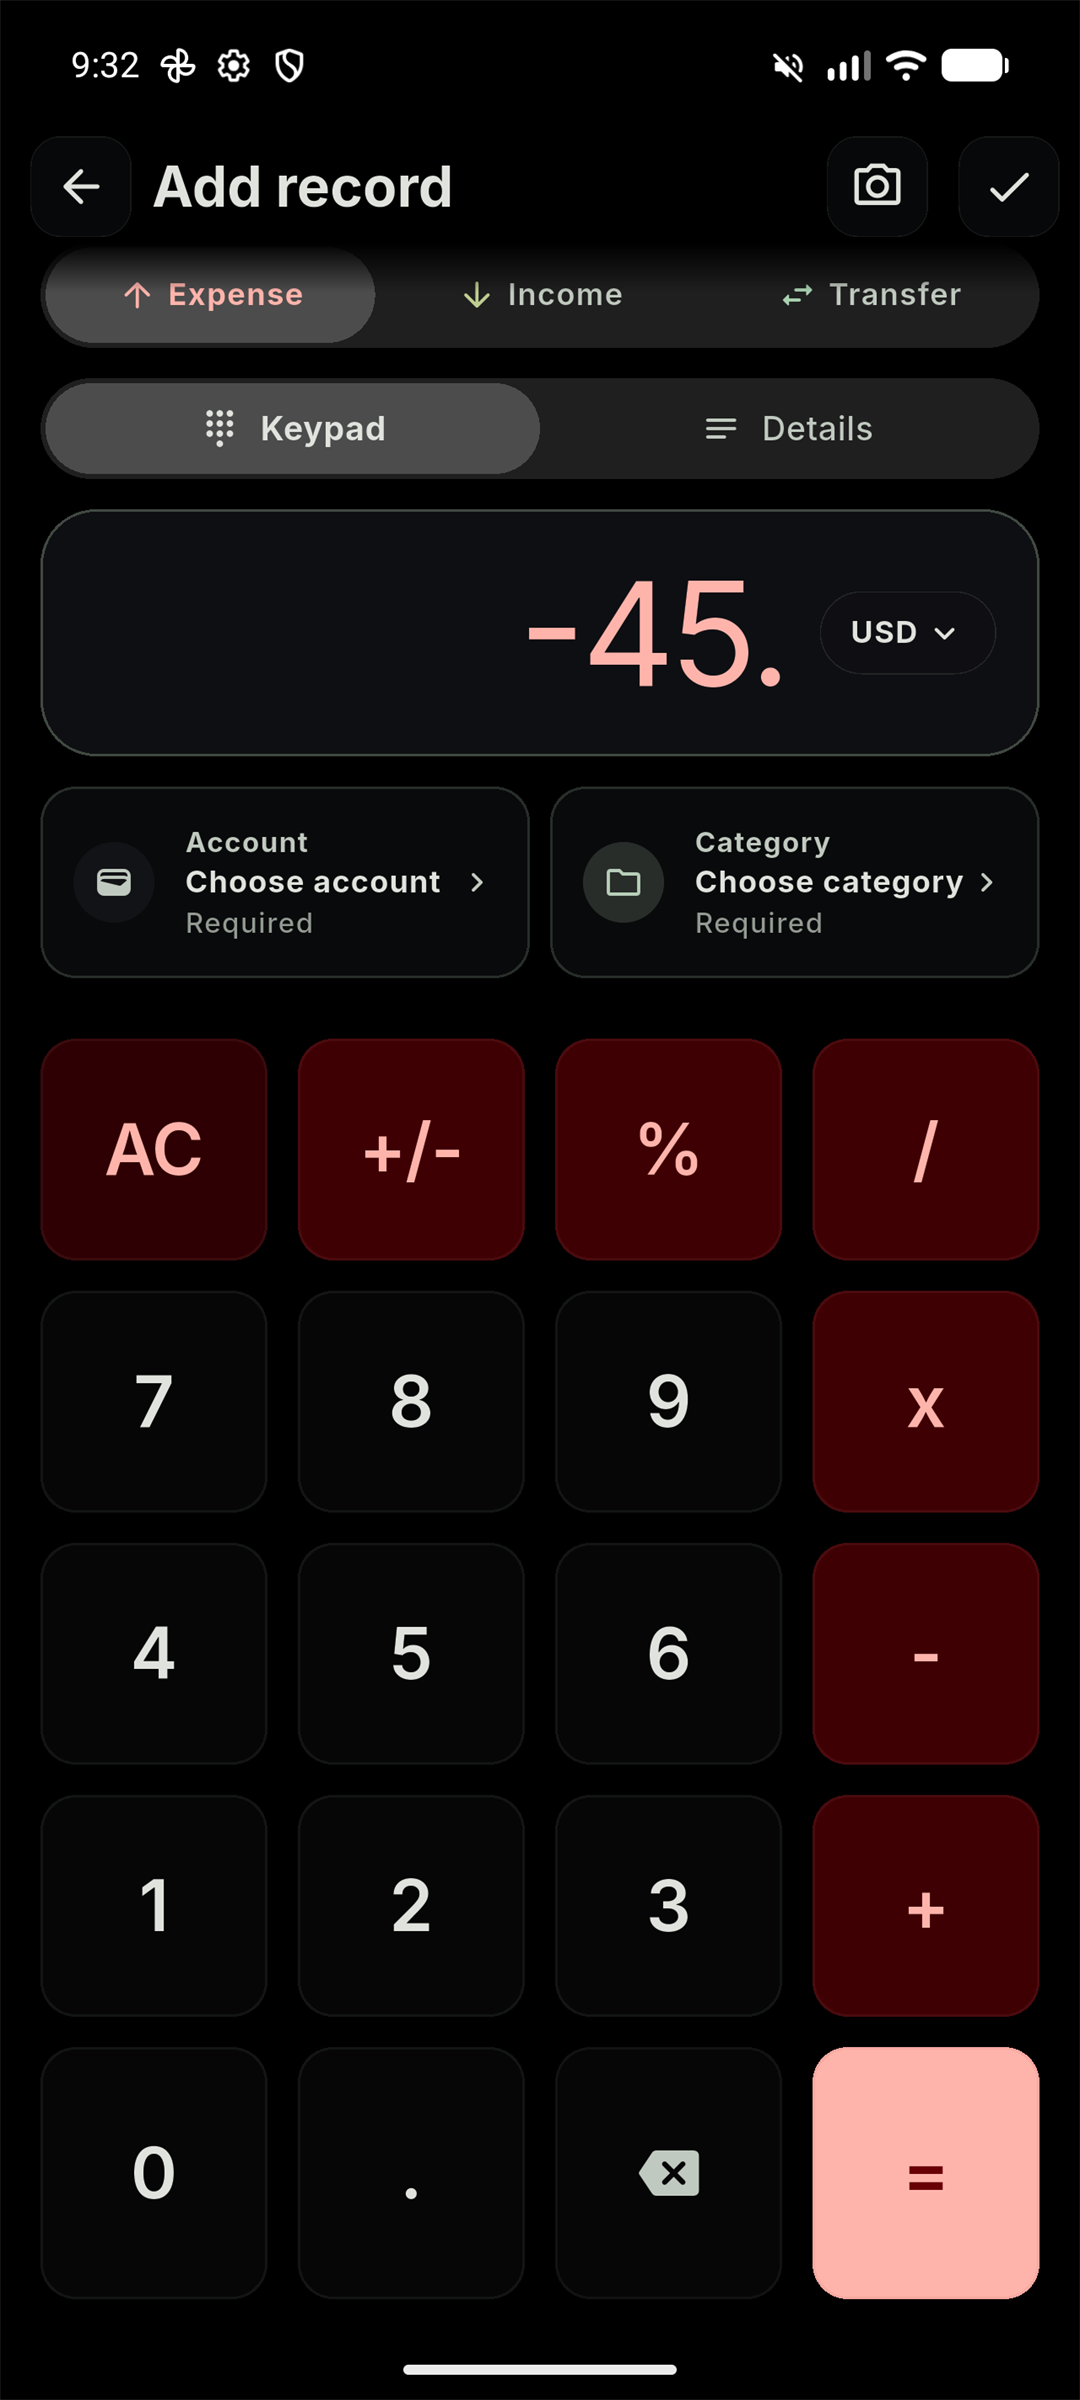 9:32
Add record
Expense
Income
Transfer
Keypad
Details
-45.
USD
Account
Choose account
Required
Category
Choose category
Required
AC
+/-
%
/
7
8
9
x
4
5
6
-
1
2
3
+
0
.
=